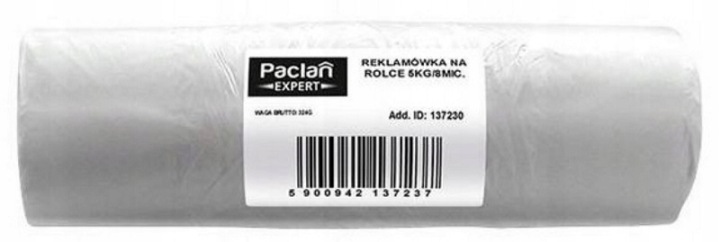 Paclan
EXPERT
REKLAMÓWKA NA
ROLCE 5KG/8MIC.
WAGA BRUTTO: 324G
Add. ID: 137230
5 900942 137237